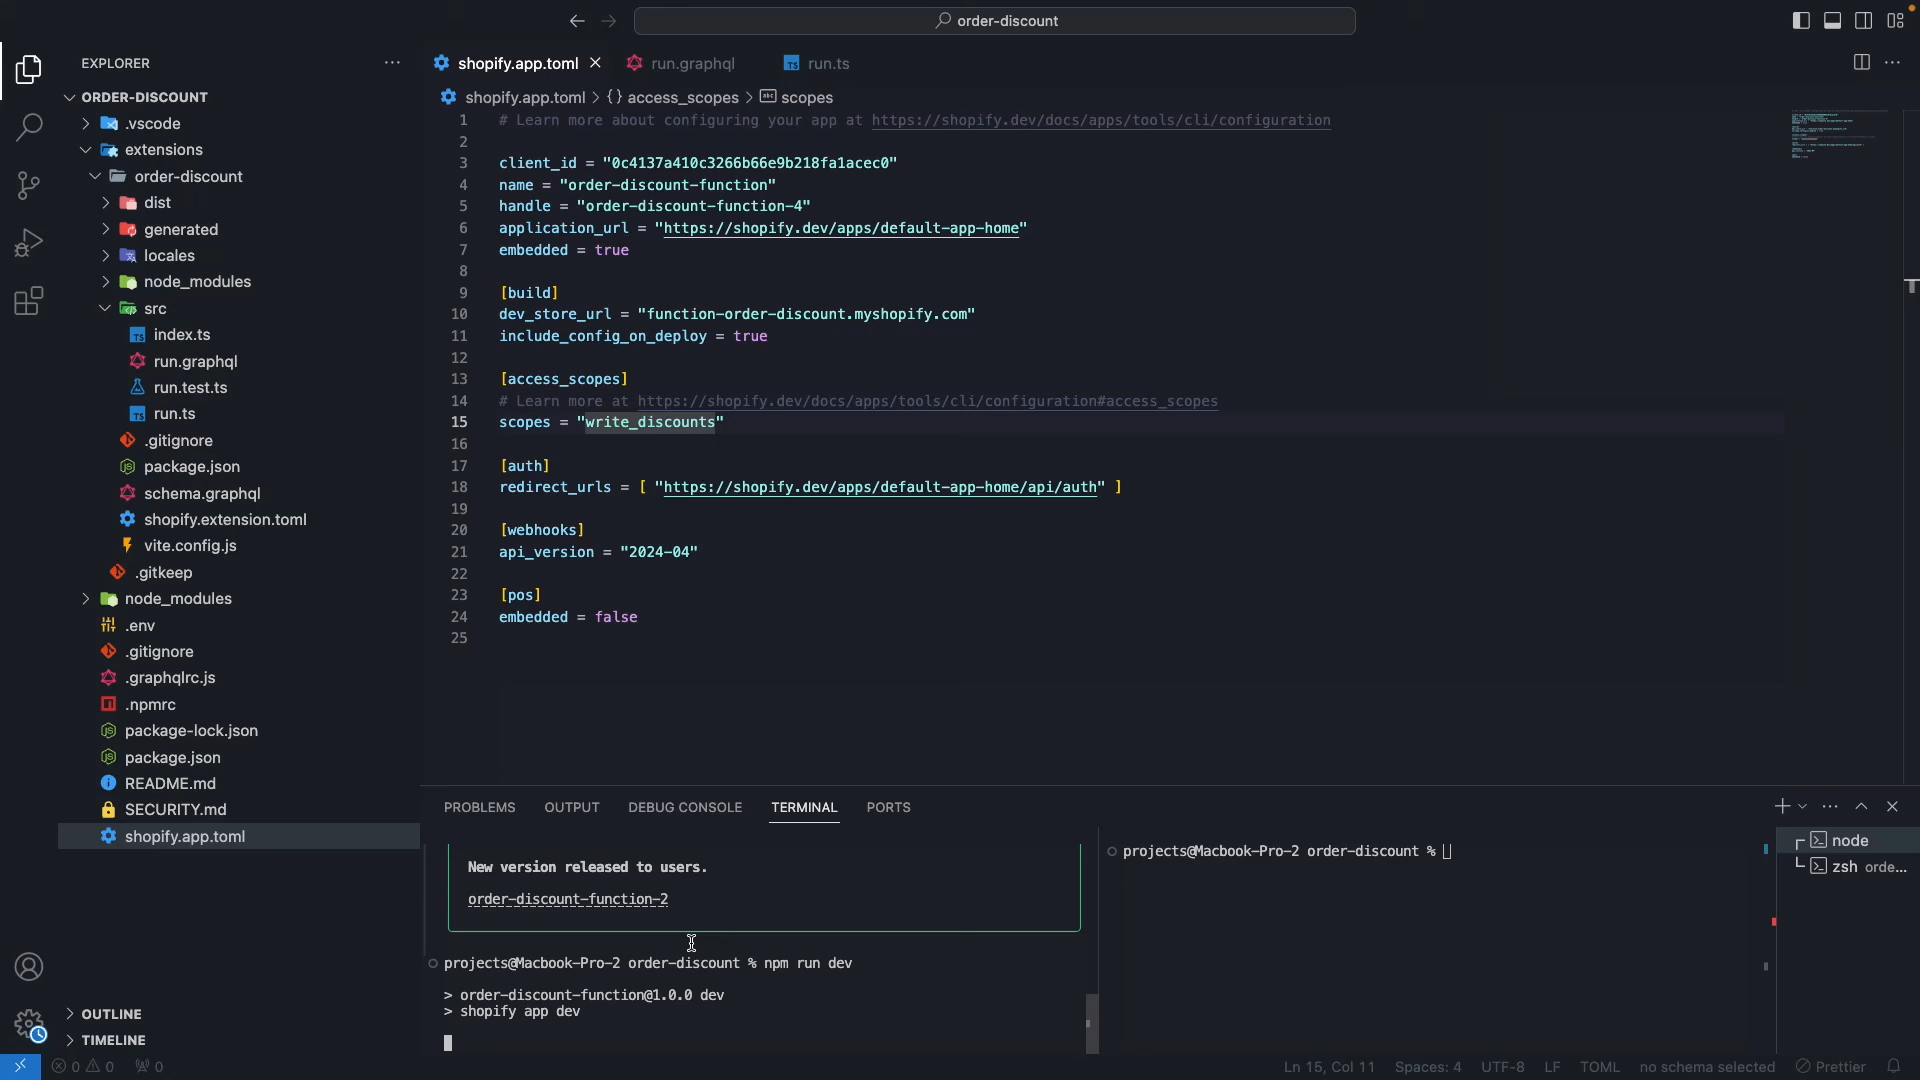 order-discount
EXPLORER
ORDER-DISCOUNT
.vscode
extensions
order-discount
dist
generated
locales
node_modules
src
index.ts
run.graphql
run.test.ts
run.ts
.gitignore
package.json
schema.graphql
shopify.extension.toml
vite.config.js
.gitkeep
node_modules
.env
.gitignore
.graphqlrc.js
.npmrc
package-lock.json
package.json
README.md
SECURITY.md
shopify.app.toml
OUTLINE
TIMELINE
shopify.app.toml
run.graphql
run.ts
shopify.app.toml > {} access_scopes > abc scopes
1 # Learn more about configuring your app at https://shopify.dev/docs/apps/tools/cli/configuration
2
3 client_id = "0c4137a410c3266b66e9b218fa1acec0"
4 name = "order-discount-function"
5 handle = "order-discount-function-4"
6 application_url = "https://shopify.dev/apps/default-app-home"
7 embedded = true
8
9 [build]
10 dev_store_url = "function-order-discount.myshopify.com"
11 include_config_on_deploy = true
12
13 [access_scopes]
14 # Learn more at https://shopify.dev/docs/apps/tools/cli/configuration#access_scopes
15 scopes = "write_discounts"
16
17 [auth]
18 redirect_urls = [ "https://shopify.dev/apps/default-app-home/api/auth" ]
19
20 [webhooks]
21 api_version = "2024-04"
22
23 [pos]
24 embedded = false
25
PROBLEMS OUTPUT DEBUG CONSOLE TERMINAL PORTS
New version released to users.
order-discount-function-2
projects@Macbook-Pro-2 order-discount % npm run dev
> order-discount-function@1.0.0 dev
> shopify app dev
projects@Macbook-Pro-2 order-discount %
node
zsh orde...
0 0 0
Ln 15, Col 11 Spaces: 4 UTF-8 LF TOML no schema selected Prettier